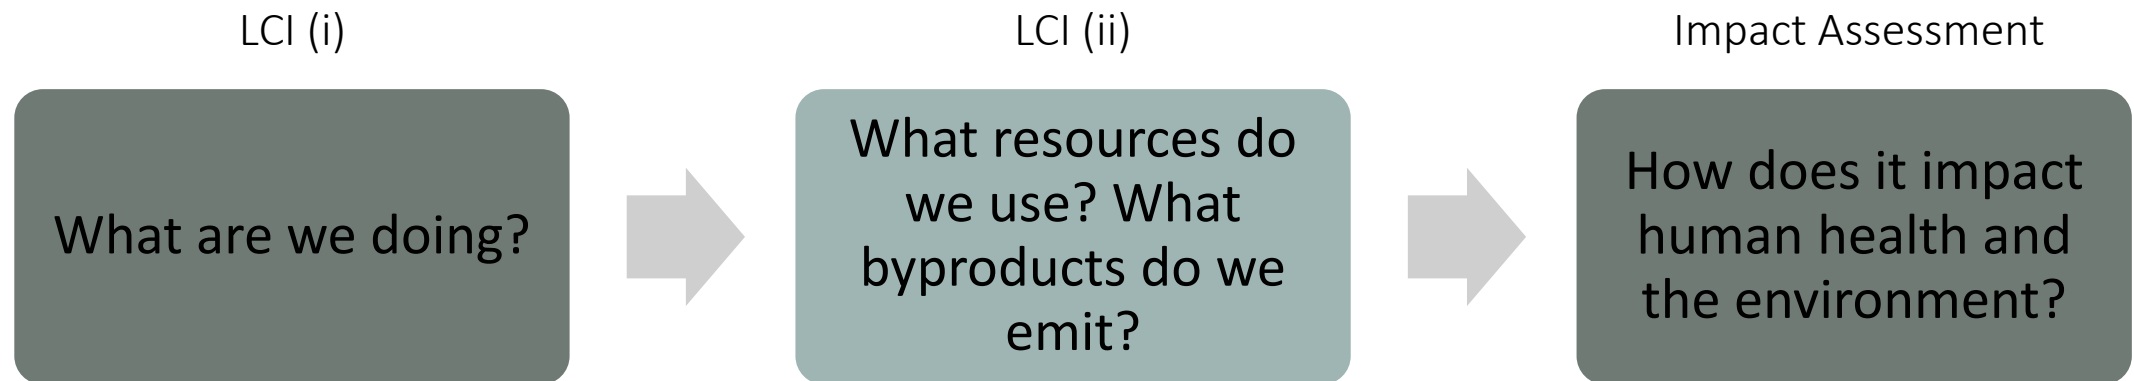 LCI (i)
What are we doing?
LCI (ii)
What resources do
we use? What
byproducts do we
emit?
Impact Assessment
How does it impact
human health and
the environment?